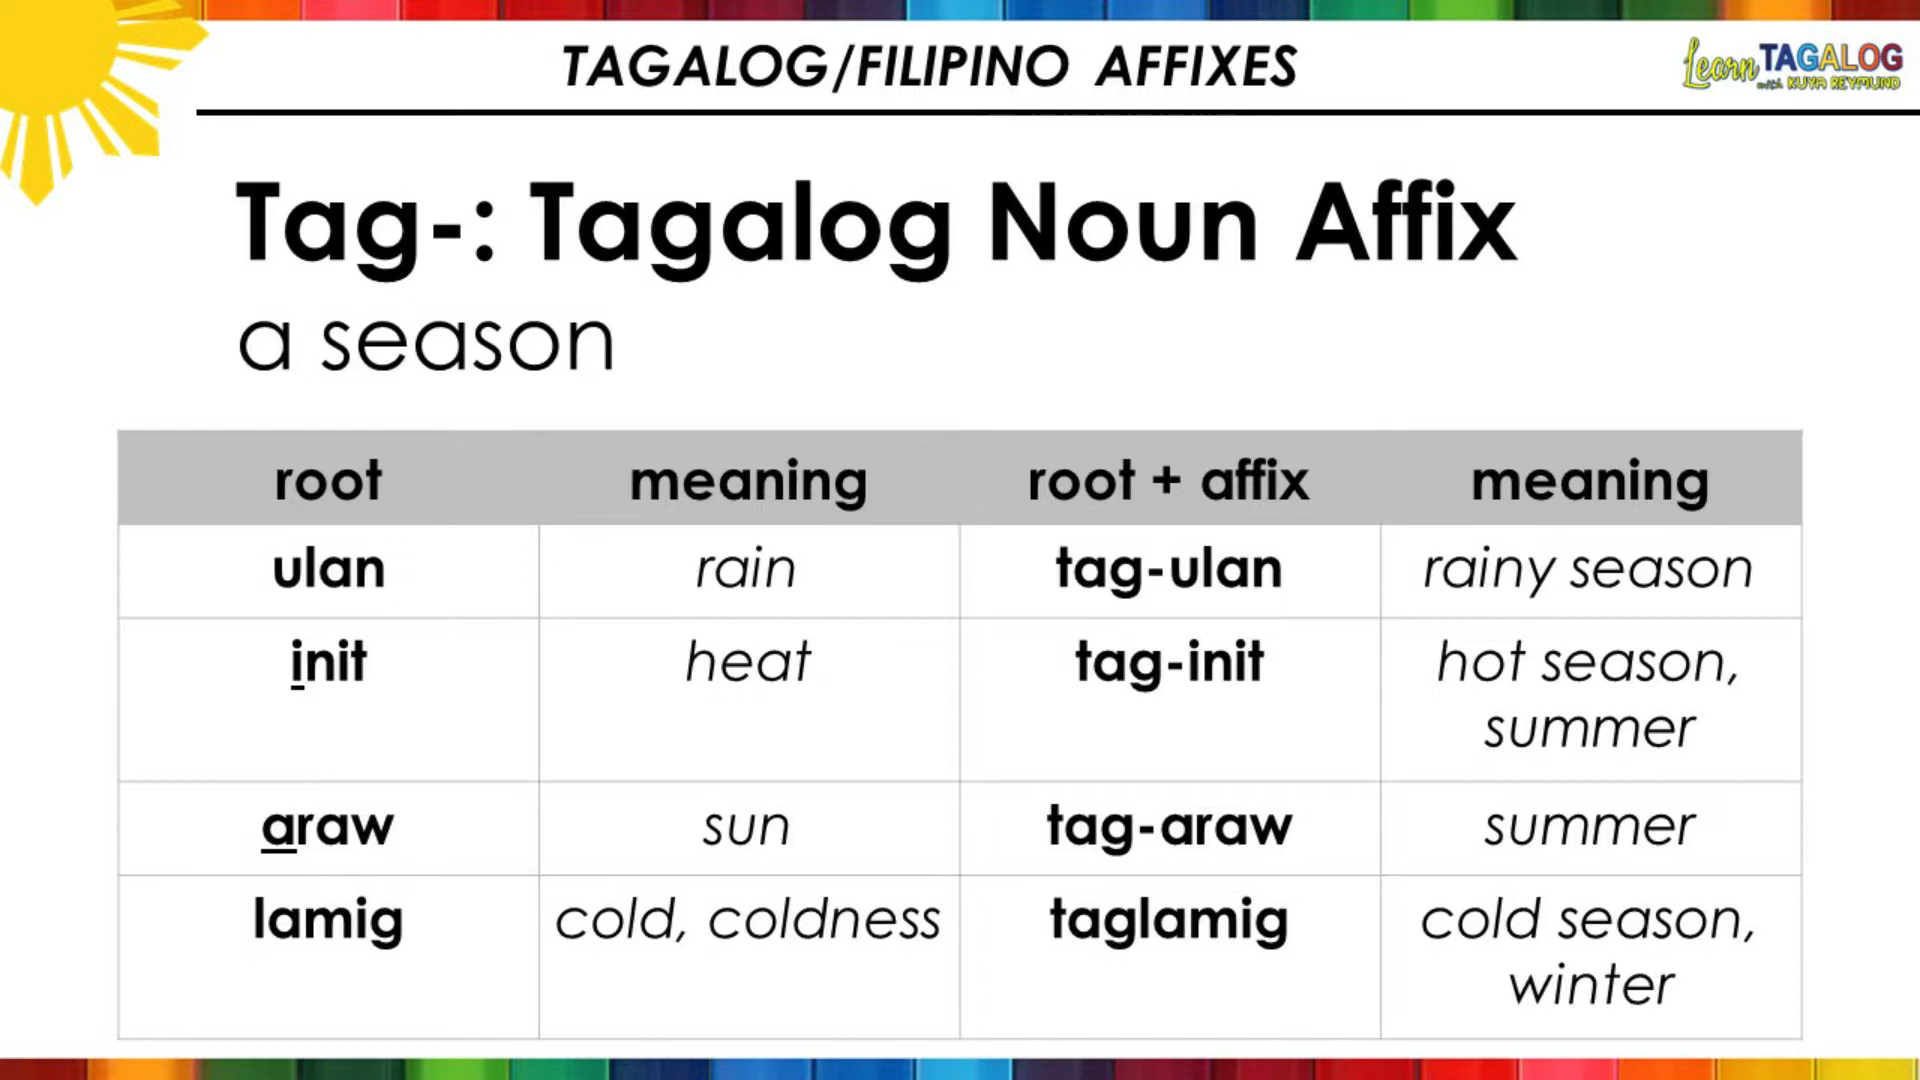 TAGALOG/FILIPINO AFFIXES
Learn TAGALOG
with KUYA REYMUND
Tag-: Tagalog Noun Affix
a season
root meaning root + affix meaning
ulan rain tag-ulan rainy season
init heat tag-init hot season,
summer
araw sun tag-araw summer
lamig cold, coldness taglamig cold season,
winter